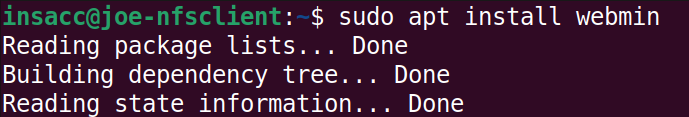 insacc@joe-nfsclient:~$ sudo apt install webmin
Reading package lists... Done
Building dependency tree... Done
Reading state information... Done